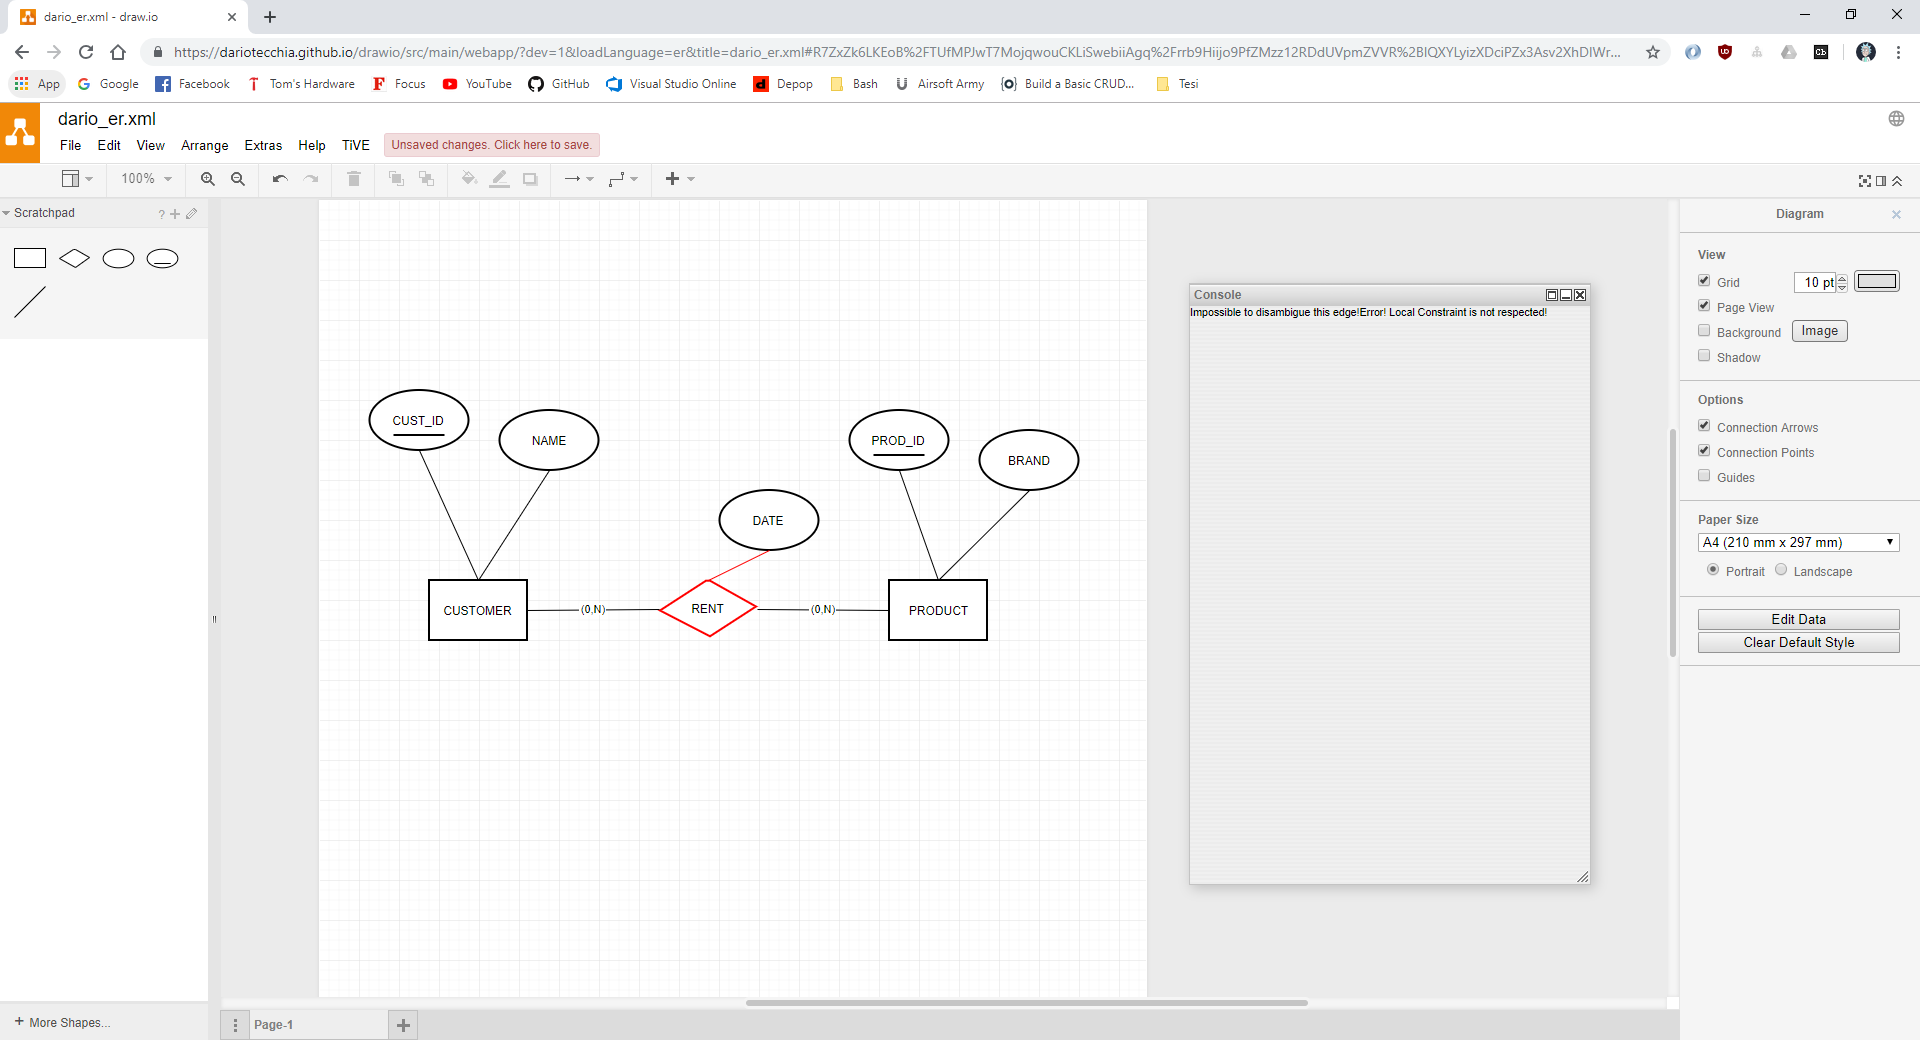 dario_er.xml - draw.io
https://dariotecchia.github.io/drawio/src/main/webapp/?dev=1&loadLanguage=er&title=dario_er.xml#R7ZxZk6LKEoB%2FTUfMPJwT7MojqwouCKLiSwebiiAgq%2Frrb9Hiijo9PfZMzz12RDdUVpmZVVR%2BIQXYLyizXDciPZx3Asv2XhDIWr...
App
Google
Facebook
Tom's Hardware
Focus
YouTube
GitHub
Visual Studio Online
Depop
Bash
Airsoft Army
Build a Basic CRUD...
Tesi
dario_er.xml
File Edit View Arrange Extras Help TiVE
Unsaved changes. Click here to save.
100%
Scratchpad
?
Diagram
View
Grid
10 pt
Page View
Background
Image
Shadow
Options
Connection Arrows
Connection Points
Guides
Paper Size
A4 (210 mm x 297 mm)
Portrait
Landscape
Edit Data
Clear Default Style
Console
Impossible to disambigue this edge!Error! Local Constraint is not respected!
CUST_ID
NAME
PROD_ID
BRAND
DATE
CUSTOMER
(0,N)
RENT
(0,N)
PRODUCT
+ More Shapes...
Page-1